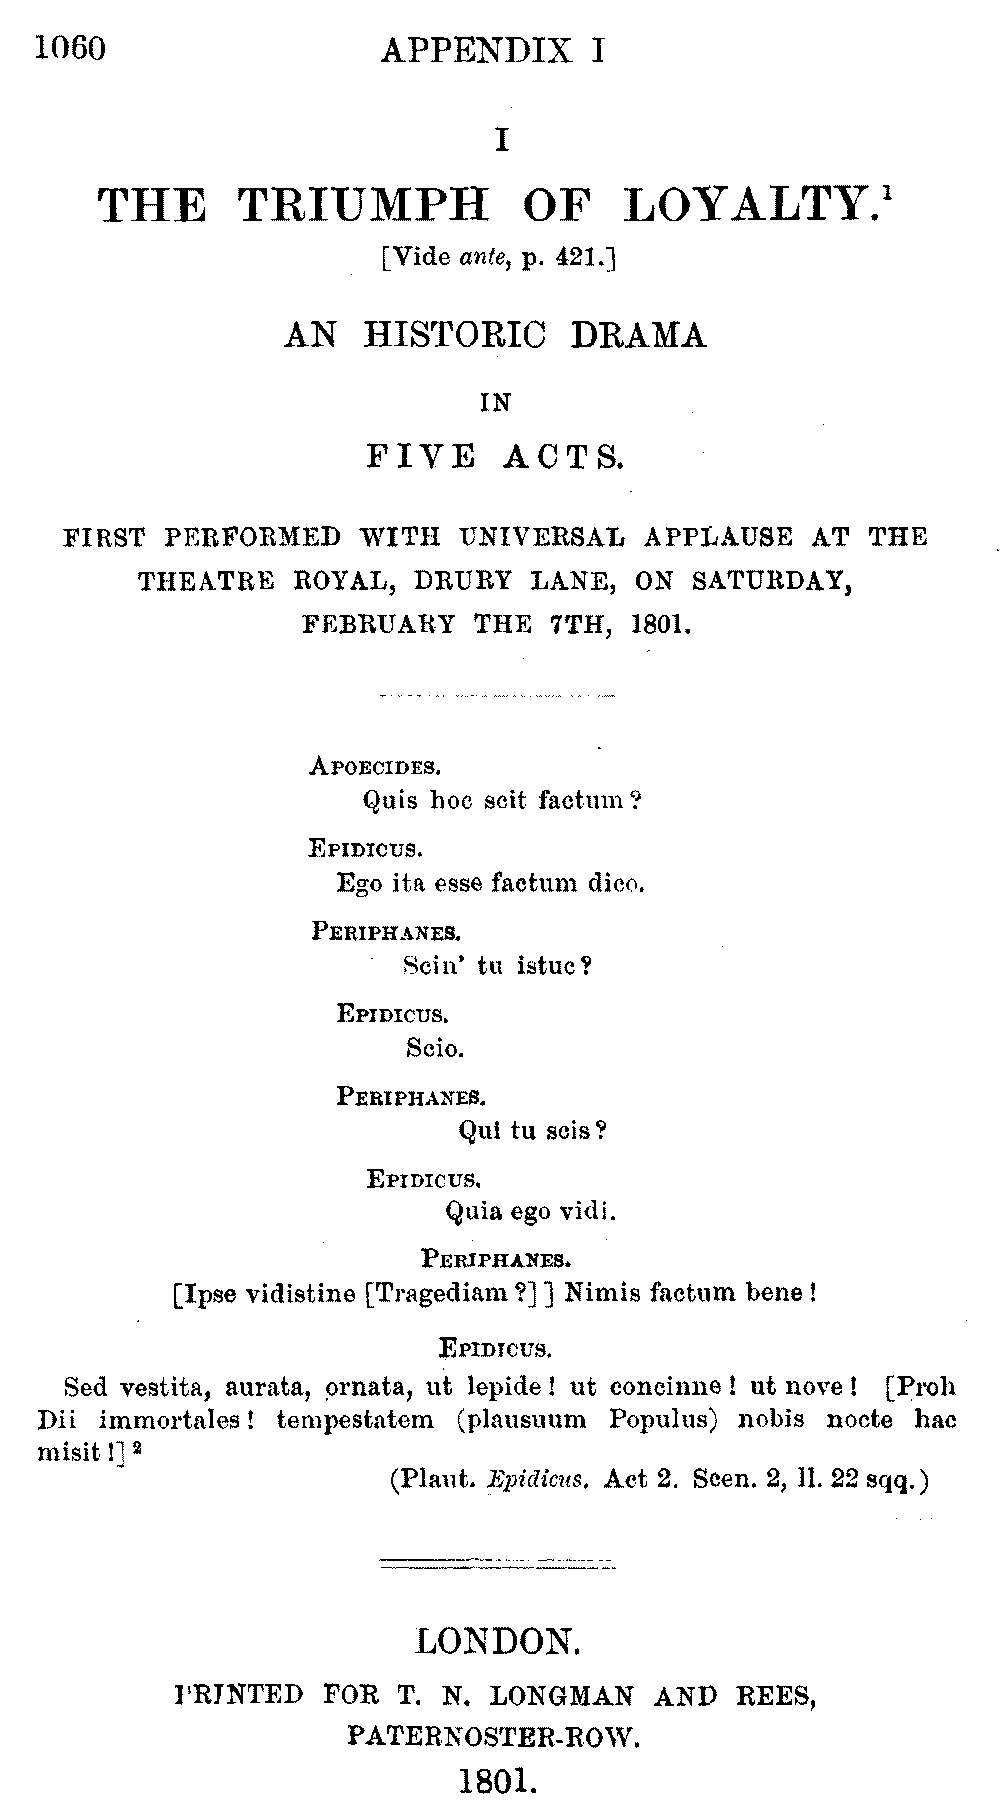 1060
APPENDIX I
I
THE TRIUMPH OF LOYALTY.¹
[Vide ante, p. 421.]
AN HISTORIC DRAMA
IN
FIVE ACTS.
FIRST PERFORMED WITH UNIVERSAL APPLAUSE AT THE
THEATRE ROYAL, DRURY LANE, ON SATURDAY,
FEBRUARY THE 7TH, 1801.
APOECIDES.
Quis hoc scit factum?
EPIDICUS.
Ego ita esse factum dico.
PERIPHANES.
Scin' tu istuc?
EPIDICUS.
Scio.
PERIPHANES.
Qui tu scis?
EPIDICUS.
Quia ego vidi.
PERIPHANES.
[Ipse vidistine [Tragediam?]] Nimis factum bene!
EPIDICUS.
Sed vestita, aurata, ornata, ut lepide! ut concinne! ut nove! [Proh
Dii immortales! tempestatem (plausuum Populus) nobis nocte hac
misit!]²
(Plaut. Epidicus. Act 2. Scen. 2, ll. 22 sqq.)
LONDON.
PRINTED FOR T. N. LONGMAN AND REES,
PATERNOSTER-ROW.
1801.